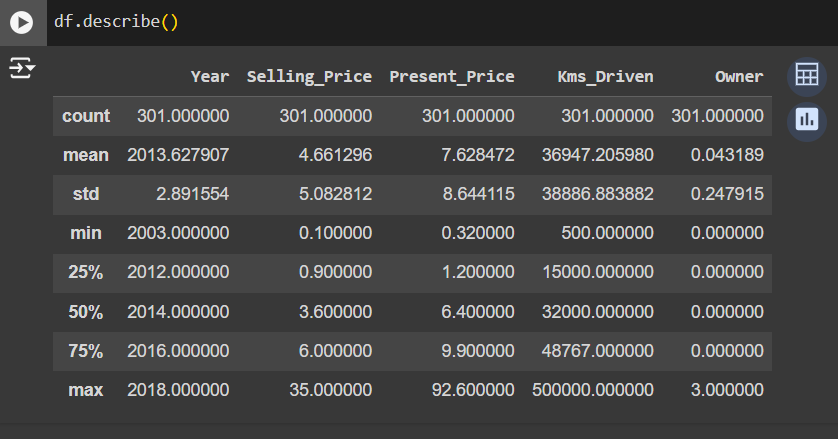 df.describe()
Year Selling_Price Present_Price Kms_Driven Owner
count 301.000000 301.000000 301.000000 301.000000 301.000000
mean 2013.627907 4.661296 7.628472 36947.205980 0.043189
std 2.891554 5.082812 8.644115 38886.883882 0.247915
min 2003.000000 0.100000 0.320000 500.000000 0.000000
25% 2012.000000 0.900000 1.200000 15000.000000 0.000000
50% 2014.000000 3.600000 6.400000 32000.000000 0.000000
75% 2016.000000 6.000000 9.900000 48767.000000 0.000000
max 2018.000000 35.000000 92.600000 500000.000000 3.000000